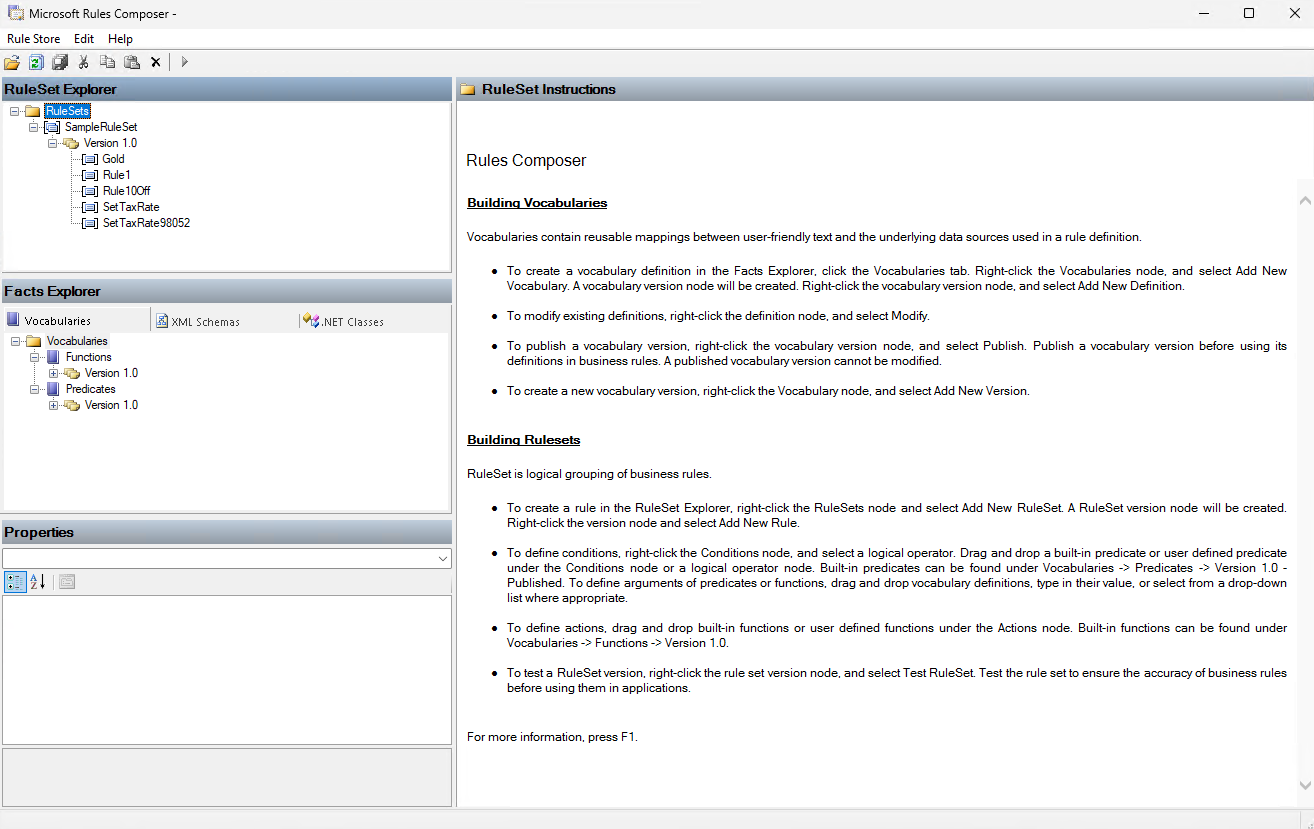 Microsoft Rules Composer -
Rule Store Edit Help
RuleSet Explorer
RuleSets
SampleRuleSet
Version 1.0
Gold
Rule1
Rule10Off
SetTaxRate
SetTaxRate98052
Facts Explorer
Vocabularies XML Schemas .NET Classes
Vocabularies
Functions
Version 1.0
Predicates
Version 1.0
Properties
RuleSet Instructions
Rules Composer
Building Vocabularies
Vocabularies contain reusable mappings between user-friendly text and the underlying data sources used in a rule definition.
• To create a vocabulary definition in the Facts Explorer, click the Vocabularies tab. Right-click the Vocabularies node, and select Add New
Vocabulary. A vocabulary version node will be created. Right-click the vocabulary version node, and select Add New Definition.
• To modify existing definitions, right-click the definition node, and select Modify.
• To publish a vocabulary version, right-click the vocabulary version node, and select Publish. Publish a vocabulary version before using its
definitions in business rules. A published vocabulary version cannot be modified.
• To create a new vocabulary version, right-click the Vocabulary node, and select Add New Version.
Building Rulesets
RuleSet is logical grouping of business rules.
• To create a rule in the RuleSet Explorer, right-click the RuleSets node and select Add New RuleSet. A RuleSet version node will be created.
Right-click the version node and select Add New Rule.
• To define conditions, right-click the Conditions node, and select a logical operator. Drag and drop a built-in predicate or user defined predicate
under the Conditions node or a logical operator node. Built-in predicates can be found under Vocabularies -> Predicates -> Version 1.0 -
Published. To define arguments of predicates or functions, drag and drop vocabulary definitions, type in their value, or select from a drop-down
list where appropriate.
• To define actions, drag and drop built-in functions or user defined functions under the Actions node. Built-in functions can be found under
Vocabularies -> Functions -> Version 1.0.
• To test a RuleSet version, right-click the rule set version node, and select Test RuleSet. Test the rule set to ensure the accuracy of business rules
before using them in applications.
For more information, press F1.